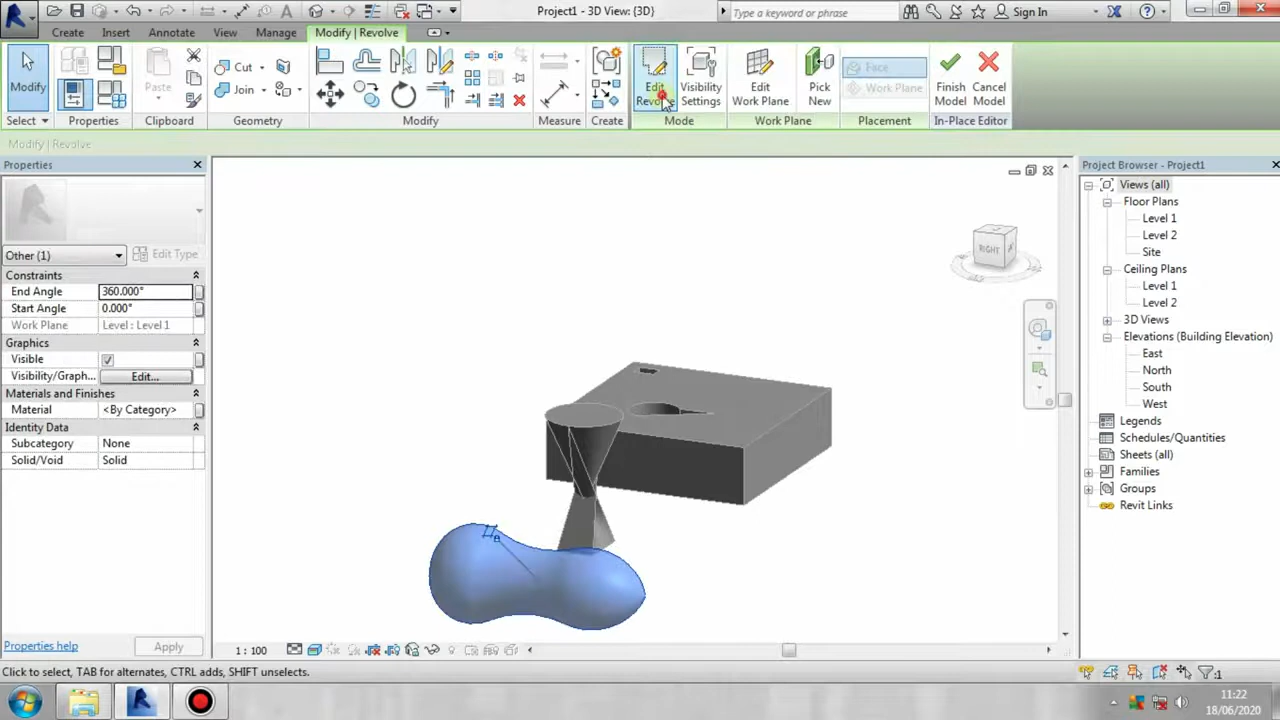 Project1 - 3D View: {3D}
Type a keyword or phrase
Sign In
Create Insert Annotate View Manage Modify | Revolve
Modify
Paste
Cut
Join
Edit Revolve
Visibility Settings
Edit Work Plane
Pick New
Face
Work Plane
Finish Model
Cancel Model
Select Properties Clipboard Geometry Modify Measure Create Mode Work Plane Placement In-Place Editor
Modify | Revolve
Properties
Other (1) Edit Type
Constraints
End Angle 360.000°
Start Angle 0.000°
Work Plane Level : Level 1
Graphics
Visible
Visibility/Graph... Edit...
Materials and Finishes
Material <By Category>
Identity Data
Subcategory None
Solid/Void Solid
Properties help Apply
RIGHT
1 : 100
Project Browser - Project1
Views (all)
Floor Plans
Level 1
Level 2
Site
Ceiling Plans
Level 1
Level 2
3D Views
Elevations (Building Elevation)
East
North
South
West
Legends
Schedules/Quantities
Sheets (all)
Families
Groups
Revit Links
Click to select, TAB for alternates, CTRL adds, SHIFT unselects.
:1
11:22
18/06/2020